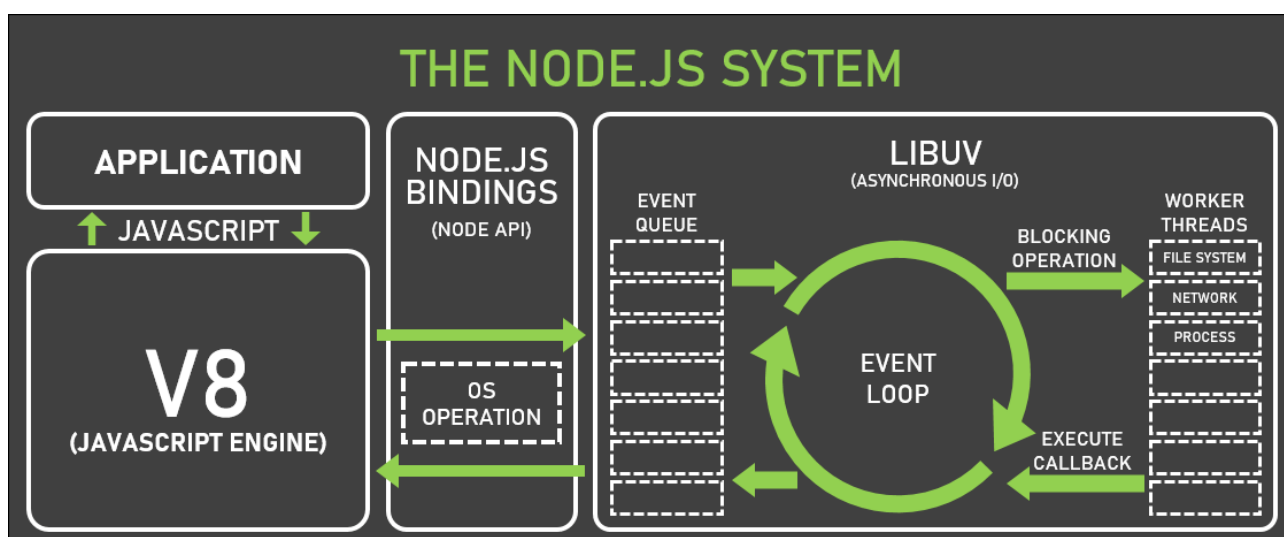 THE NODE.JS SYSTEM
APPLICATION
JAVASCRIPT
V8
(JAVASCRIPT ENGINE)
NODE.JS
BINDINGS
(NODE API)
OS
OPERATION
LIBUV
(ASYNCHRONOUS I/O)
EVENT
QUEUE
EVENT
LOOP
BLOCKING
OPERATION
EXECUTE
CALLBACK
WORKER
THREADS
FILE SYSTEM
NETWORK
PROCESS